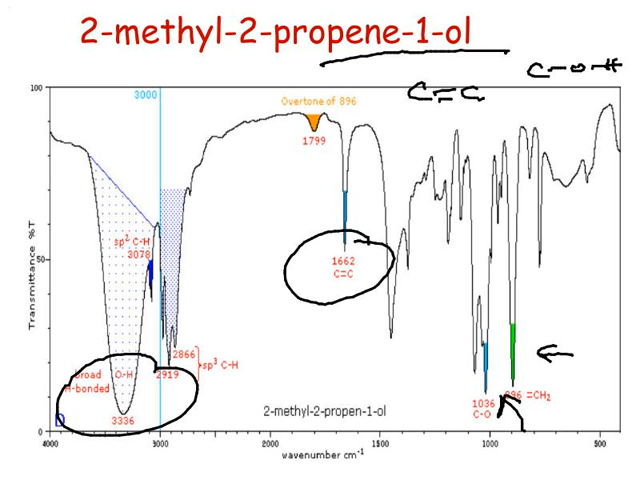 2-methyl-2-propene-1-ol
C-O-H
C=C
100
3000
Overtone of 896
1799
sp² C-H
3078
1662
C=C
50
Transmittance %T
2866
sp³ C-H
2919
broad O-H
H-bonded
3336
1036
C-O
896 =CH2
2-methyl-2-propen-1-ol
D
0
4000 3000 2000 1500 1000 500
wavenumber cm-1